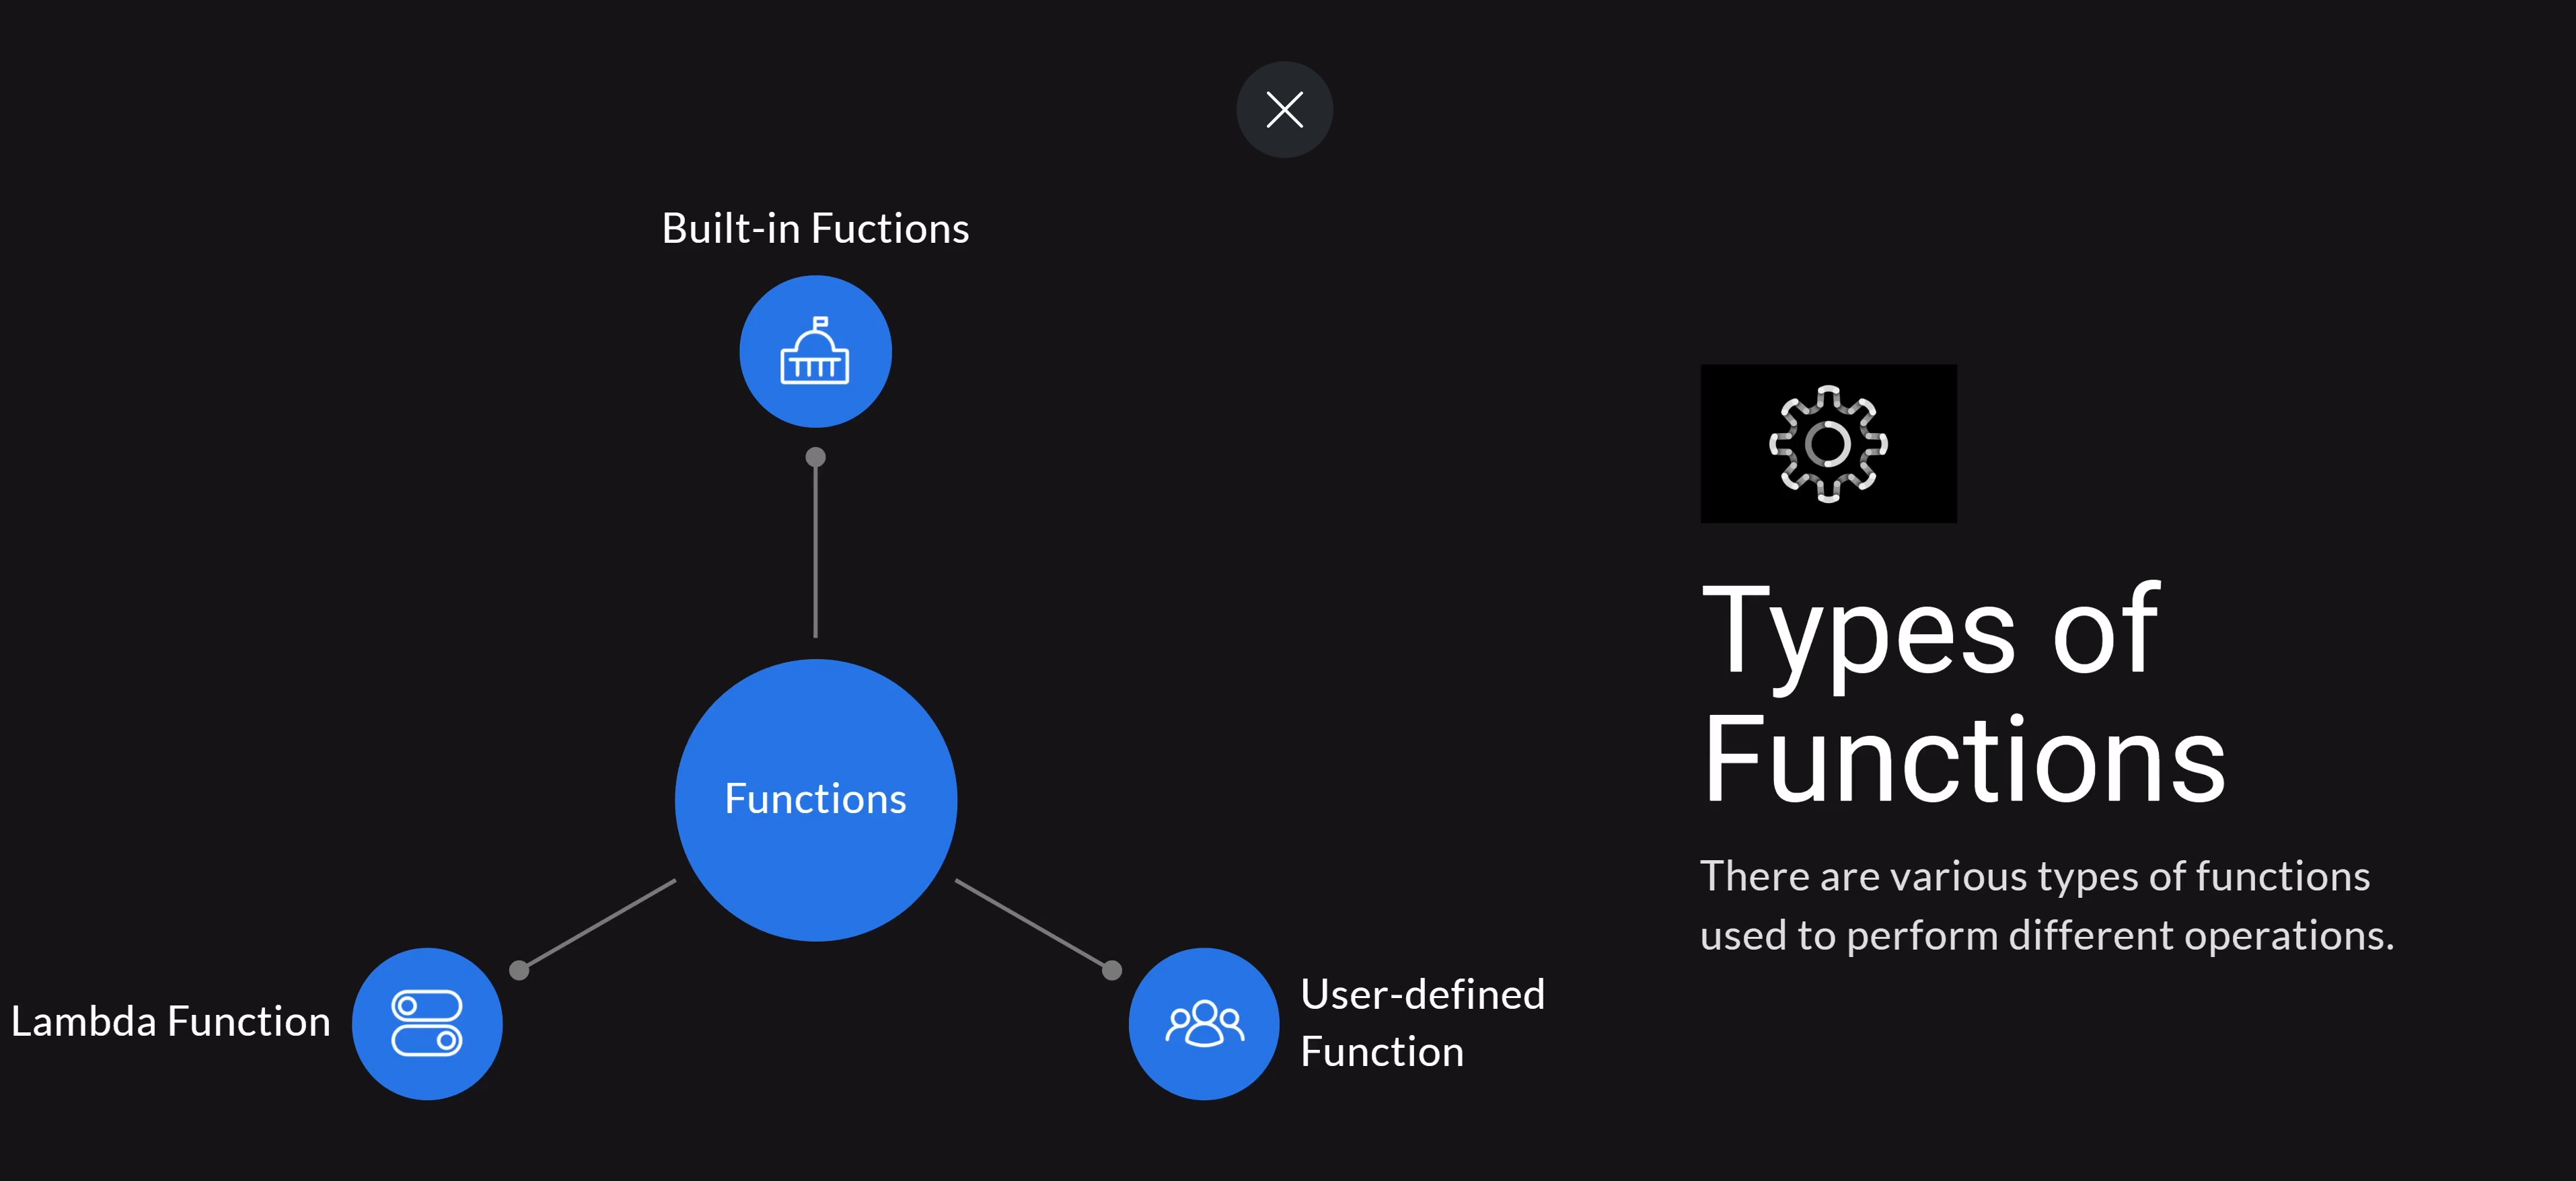 Built-in Fuctions
Functions
Lambda Function
User-defined
Function
Types of
Functions
There are various types of functions
used to perform different operations.